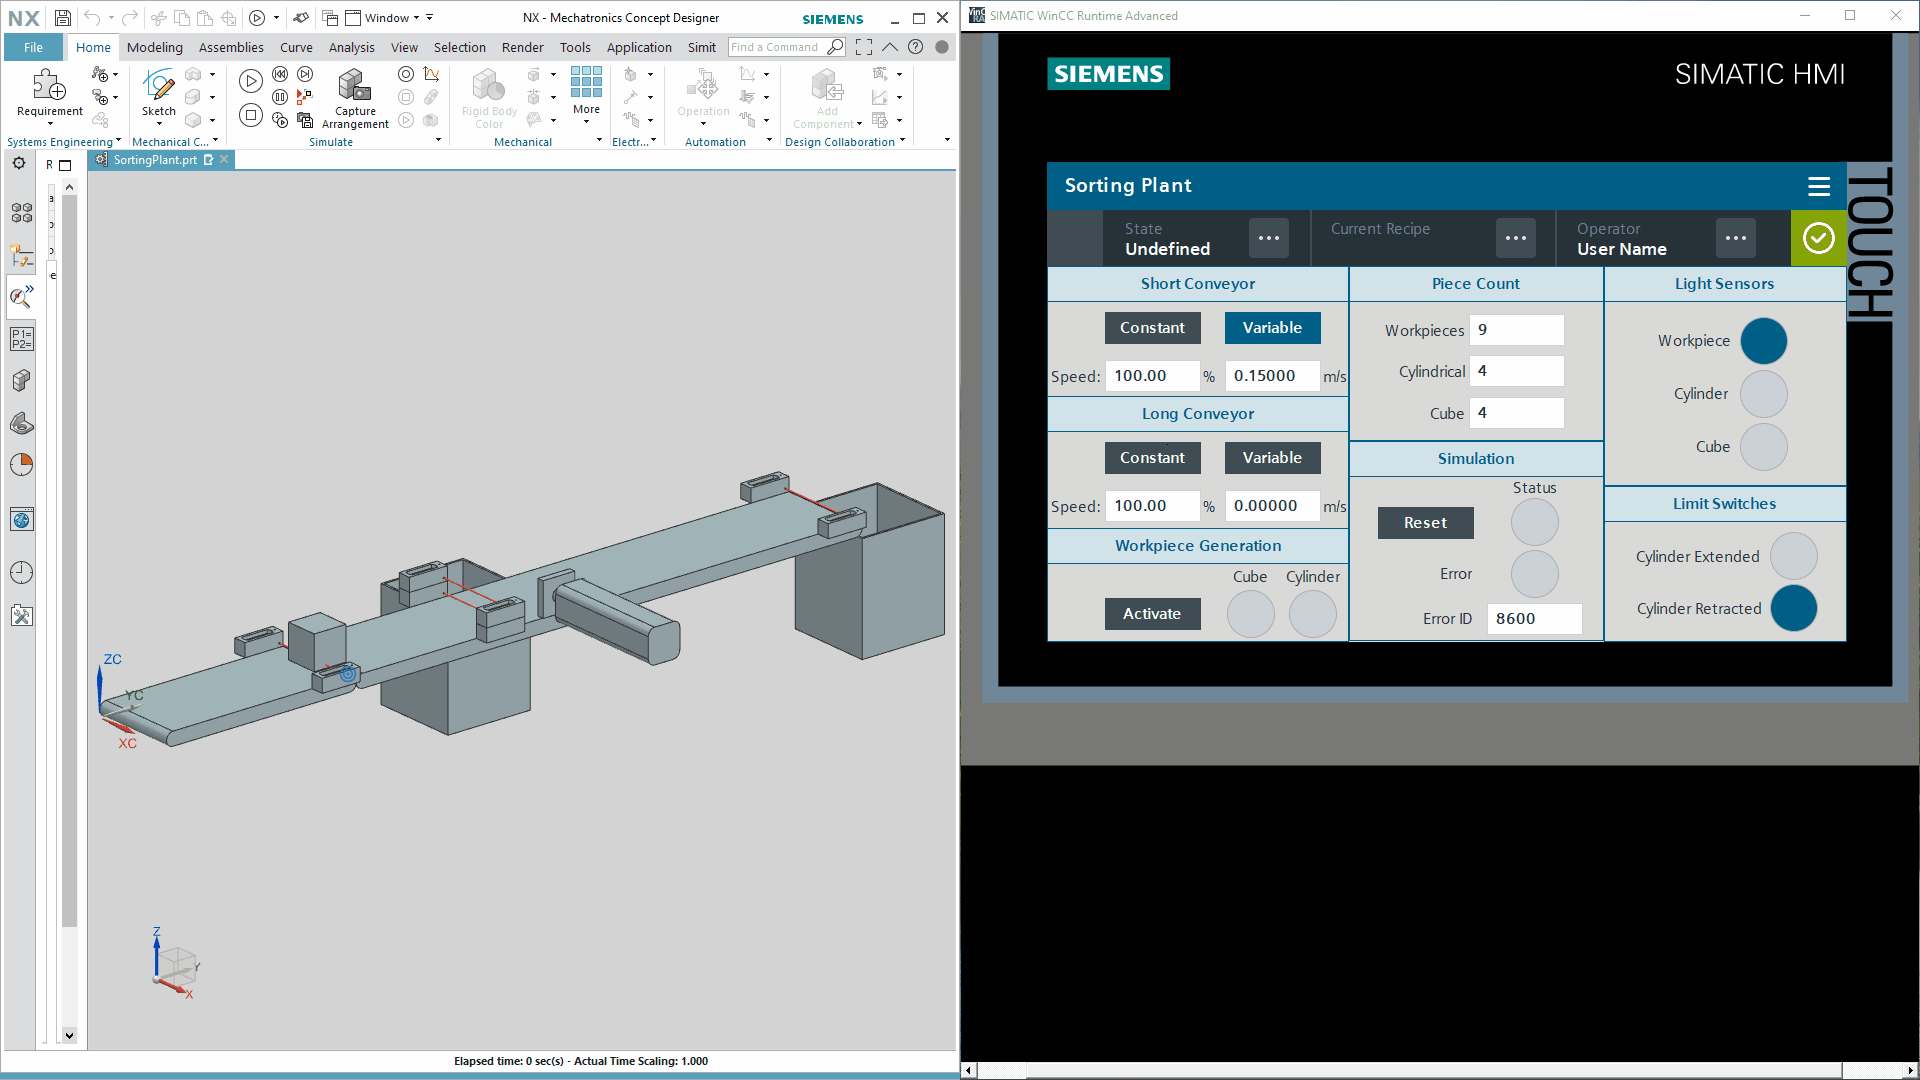 NX
Window
NX - Mechatronics Concept Designer
SIEMENS
File
Home
Modeling
Assemblies
Curve
Analysis
View
Selection
Render
Tools
Application
Simit
Find a Command
Requirement
Sketch
Capture
Arrangement
Rigid Body
Color
More
Operation
Add
Component
Systems Engineering
Mechanical C...
Simulate
Mechanical
Electr...
Automation
Design Collaboration
R
SortingPlant.prt
P1=
P2=
ZC
YC
XC
Z
Y
X
Elapsed time: 0 sec(s) - Actual Time Scaling: 1.000
SIMATIC WinCC Runtime Advanced
SIEMENS
SIMATIC HMI
TOUCH
Sorting Plant
State
Undefined
Current Recipe
Operator
User Name
Short Conveyor
Constant
Variable
Speed:
100.00
%
0.15000
m/s
Long Conveyor
Constant
Variable
Speed:
100.00
%
0.00000
m/s
Workpiece Generation
Cube
Cylinder
Activate
Piece Count
Workpieces
9
Cylindrical
4
Cube
4
Simulation
Status
Reset
Error
Error ID
8600
Light Sensors
Workpiece
Cylinder
Cube
Limit Switches
Cylinder Extended
Cylinder Retracted